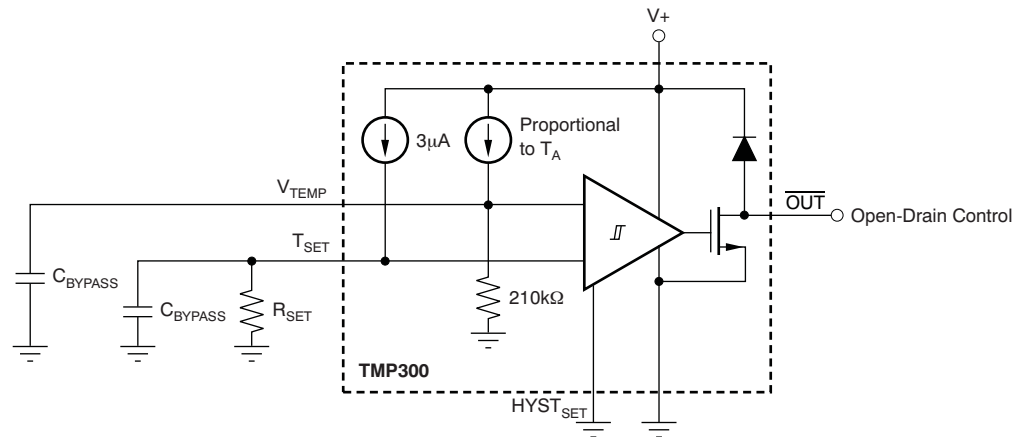 V+
3μA
Proportional
to TA
VTEMP
TSET
OUT
Open-Drain Control
CBYPASS
CBYPASS
RSET
210kΩ
TMP300
HYSTSET